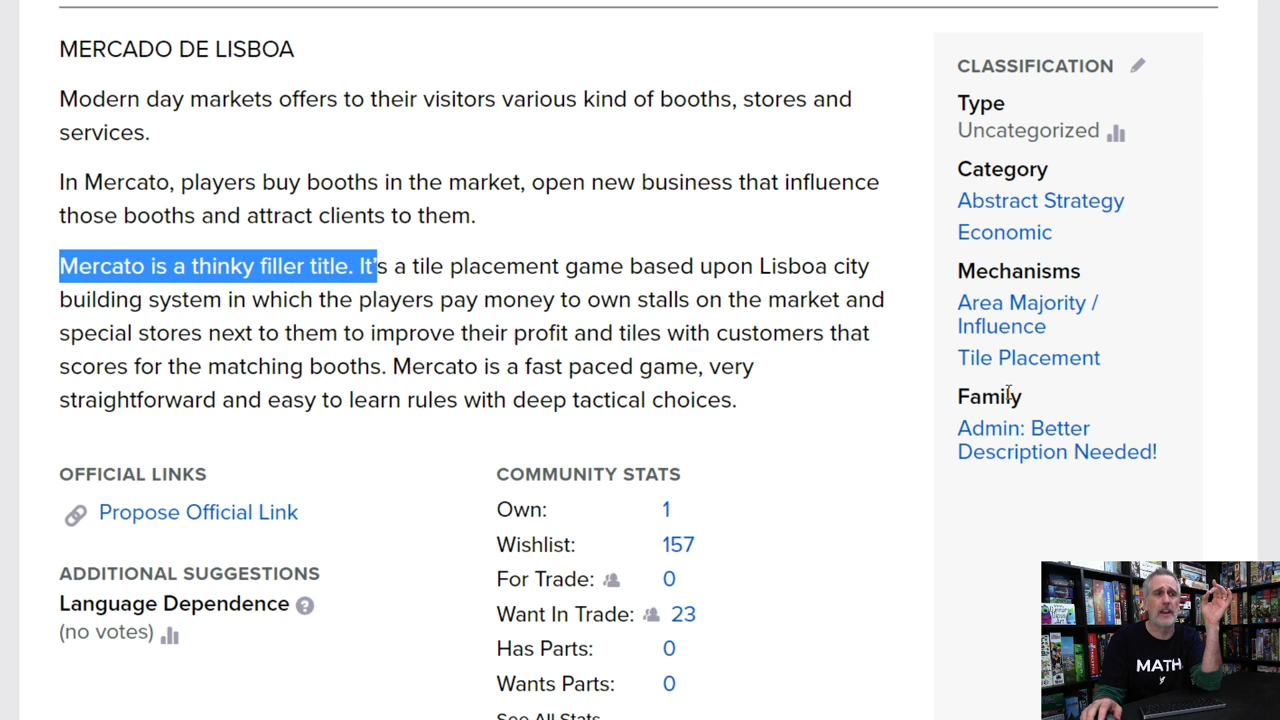 MERCADO DE LISBOA
Modern day markets offers to their visitors various kind of booths, stores and
services.
In Mercato, players buy booths in the market, open new business that influence
those booths and attract clients to them.
Mercato is a thinky filler title. It's a tile placement game based upon Lisboa city
building system in which the players pay money to own stalls on the market and
special stores next to them to improve their profit and tiles with customers that
scores for the matching booths. Mercato is a fast paced game, very
straightforward and easy to learn rules with deep tactical choices.
OFFICIAL LINKS
Propose Official Link
ADDITIONAL SUGGESTIONS
Language Dependence ?
(no votes)
COMMUNITY STATS
Own: 1
Wishlist: 157
For Trade: 0
Want In Trade: 23
Has Parts: 0
Wants Parts: 0
See All Stats
CLASSIFICATION
Type
Uncategorized
Category
Abstract Strategy
Economic
Mechanisms
Area Majority /
Influence
Tile Placement
Family
Admin: Better
Description Needed!
MATH